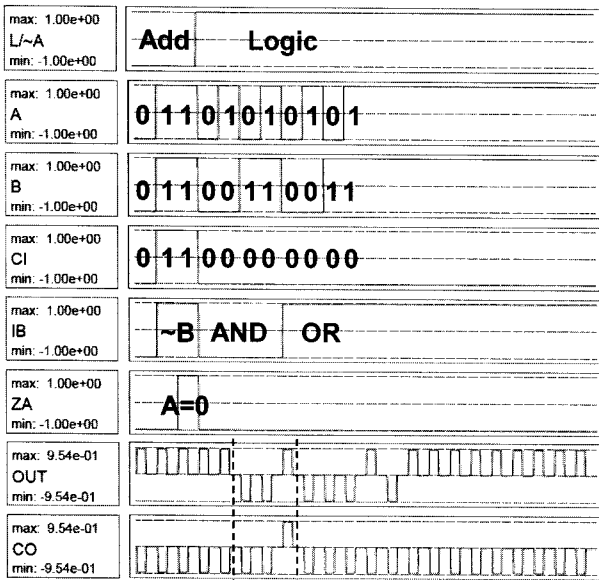 max: 1.00e+00
L/~A
min: -1.00e+00
Add Logic
max: 1.00e+00
A
min: -1.00e+00
0 1 1 0 1 0 1 0 1 0 1
max: 1.00e+00
B
min: -1.00e+00
0 1 1 0 0 1 1 0 0 1 1
max: 1.00e+00
CI
min: -1.00e+00
0 1 1 0 0 0 0 0 0 0 0
max: 1.00e+00
IB
min: -1.00e+00
~B AND OR
max: 1.00e+00
ZA
min: -1.00e+00
A=0
max: 9.54e-01
OUT
min: -9.54e-01
max: 9.54e-01
CO
min: -9.54e-01